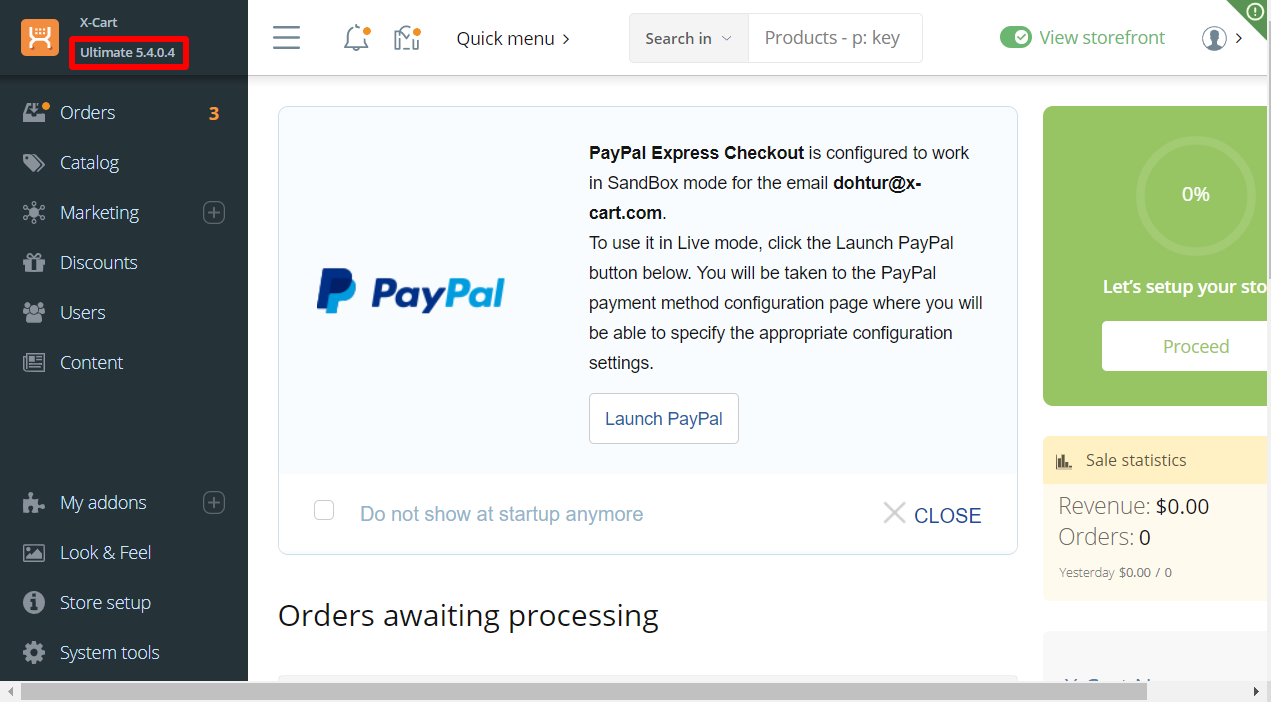 X-Cart
Ultimate 5.4.0.4
Quick menu
Search in
Products - p: key
View storefront
Orders 3
Catalog
Marketing
Discounts
Users
Content
My addons
Look & Feel
Store setup
System tools
PayPal
PayPal Express Checkout is configured to work
in SandBox mode for the email dohtur@x-
cart.com.
To use it in Live mode, click the Launch PayPal
button below. You will be taken to the PayPal
payment method configuration page where you will
be able to specify the appropriate configuration
settings.
Launch PayPal
Do not show at startup anymore
CLOSE
Orders awaiting processing
0%
Let's setup your sto
Proceed
Sale statistics
Revenue: $0.00
Orders: 0
Yesterday $0.00 / 0